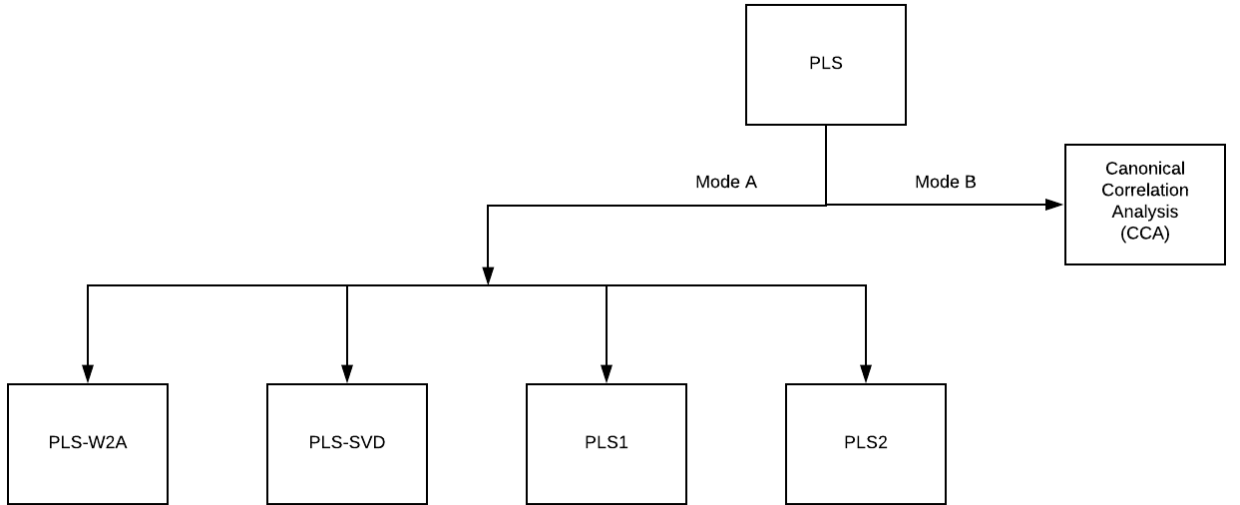 PLS
Mode A
Mode B
Canonical
Correlation
Analysis
(CCA)
PLS-W2A
PLS-SVD
PLS1
PLS2